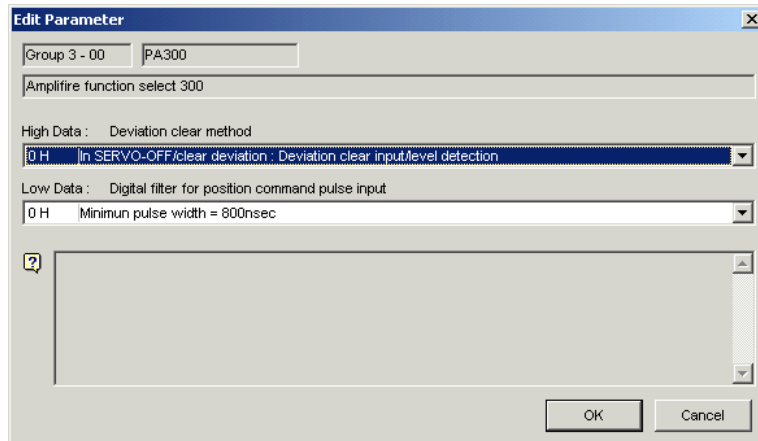 Edit Parameter
Group 3 - 00 PA300
Amplifire function select 300
High Data : Deviation clear method
0 H In SERVO-OFF/clear deviation : Deviation clear input/level detection
Low Data : Digital filter for position command pulse input
0 H Minimun pulse width = 800nsec
?
OK Cancel